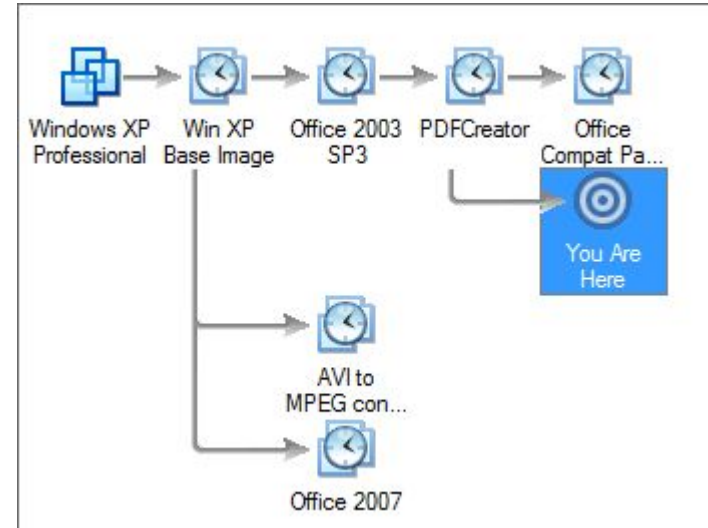 Windows XP
Professional
Win XP
Base Image
Office 2003
SP3
PDFCreator
Office
Compat Pa...
You Are
Here
AVI to
MPEG con...
Office 2007